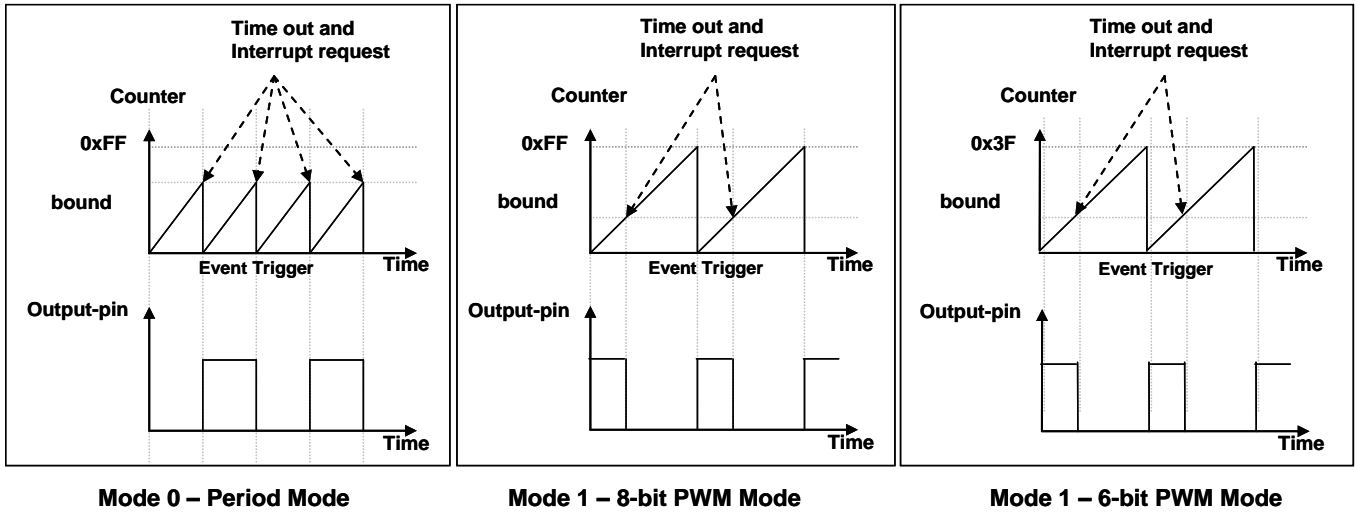 Time out and
Interrupt request
Counter
0xFF
bound
Event Trigger
Time
Output-pin
Time
Mode 0 – Period Mode
Time out and
Interrupt request
Counter
0xFF
bound
Event Trigger
Time
Output-pin
Time
Mode 1 – 8-bit PWM Mode
Time out and
Interrupt request
Counter
0x3F
bound
Event Trigger
Time
Output-pin
Time
Mode 1 – 6-bit PWM Mode